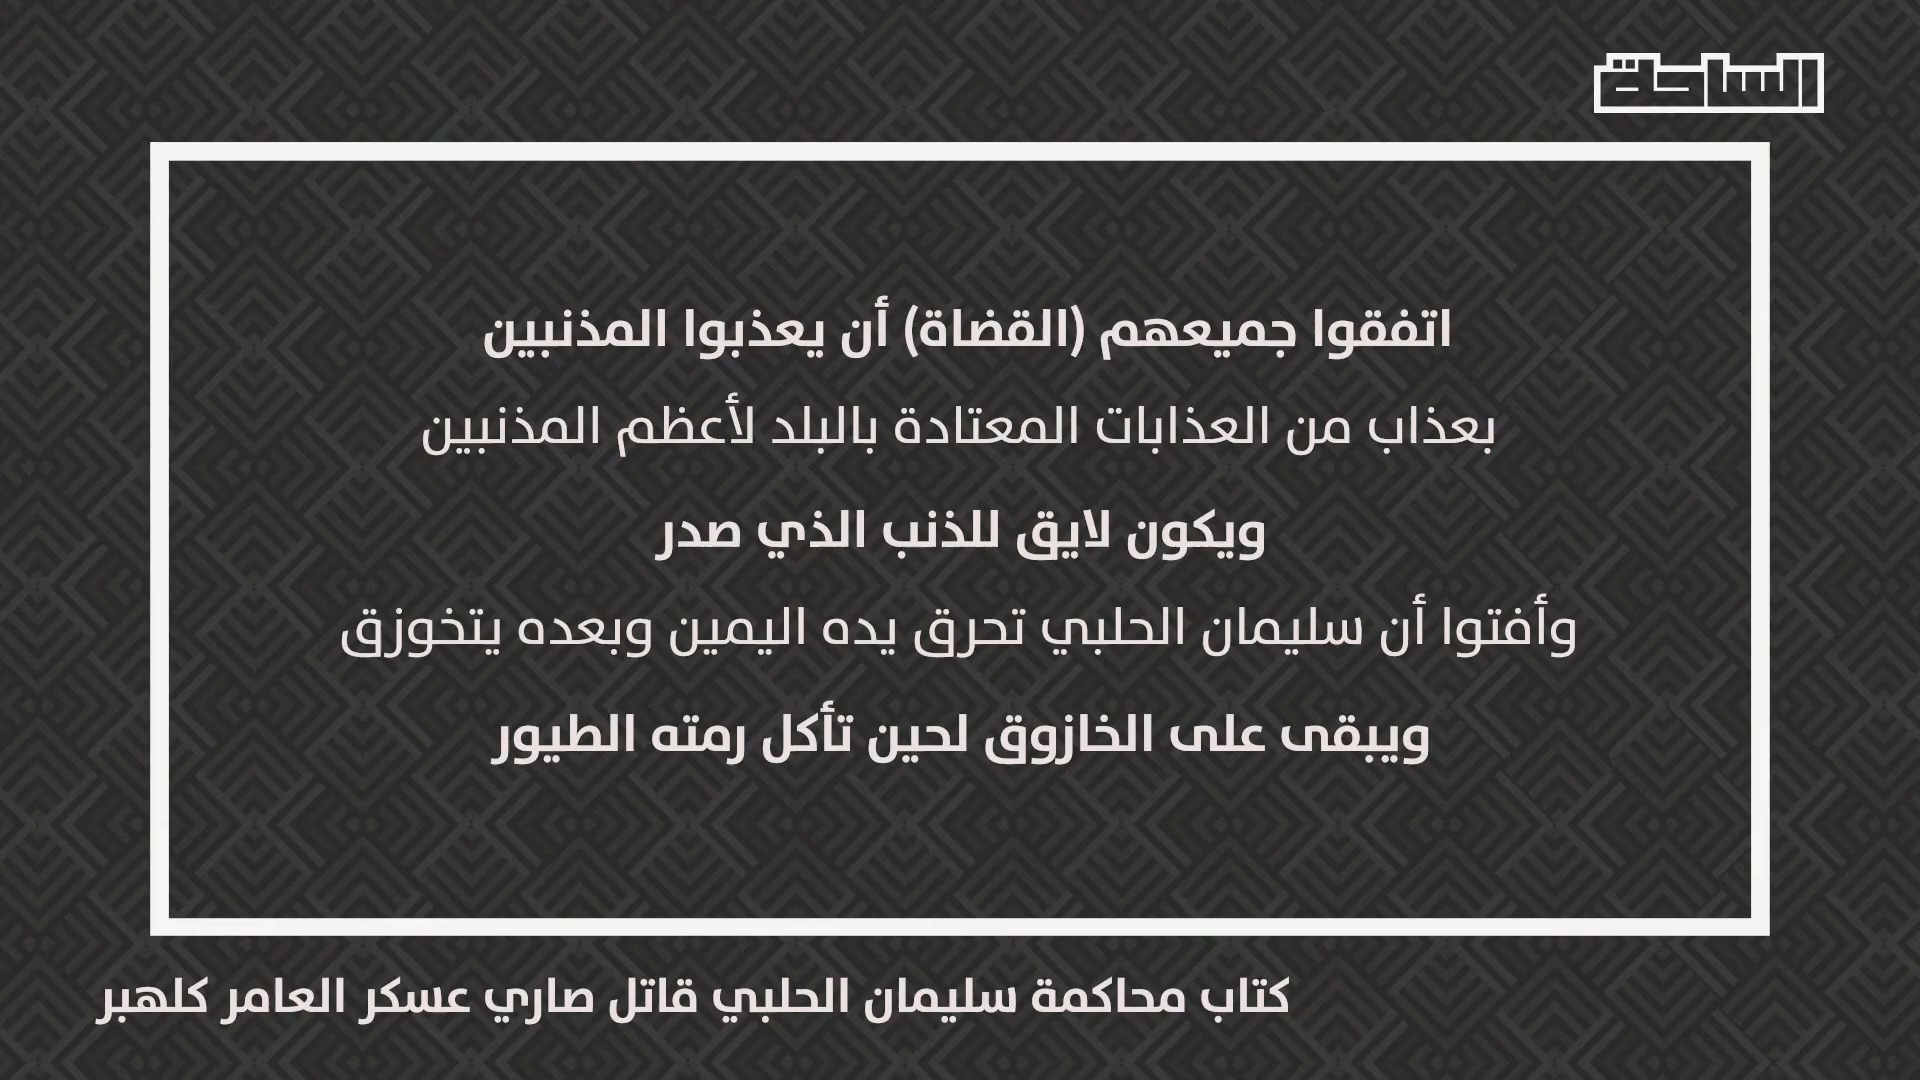 الساحة
اتفقوا جميعهم (القضاة) أن يعذبوا المذنبين
بعذاب من العذابات المعتادة بالبلد لأعظم المذنبين
ويكون لايق للذنب الذي صدر
وأفتوا أن سليمان الحلبي تحرق يده اليمين وبعده يتخوزق
ويبقى على الخازوق لحين تأكل رمته الطيور
كتاب محاكمة سليمان الحلبي قاتل صاري عسكر العامر كلهبر